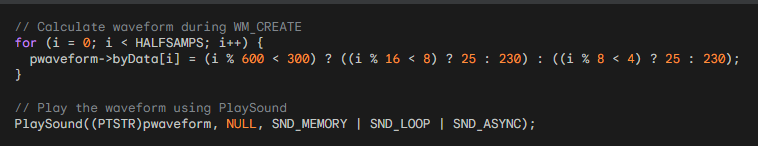 // Calculate waveform during WM_CREATE
for (i = 0; i < HALFSAMPS; i++) {
  pwaveform->byData[i] = (i % 600 < 300) ? ((i % 16 < 8) ? 25 : 230) : ((i % 8 < 4) ? 25 : 230);
}

// Play the waveform using PlaySound
PlaySound((PTSTR)pwaveform, NULL, SND_MEMORY | SND_LOOP | SND_ASYNC);